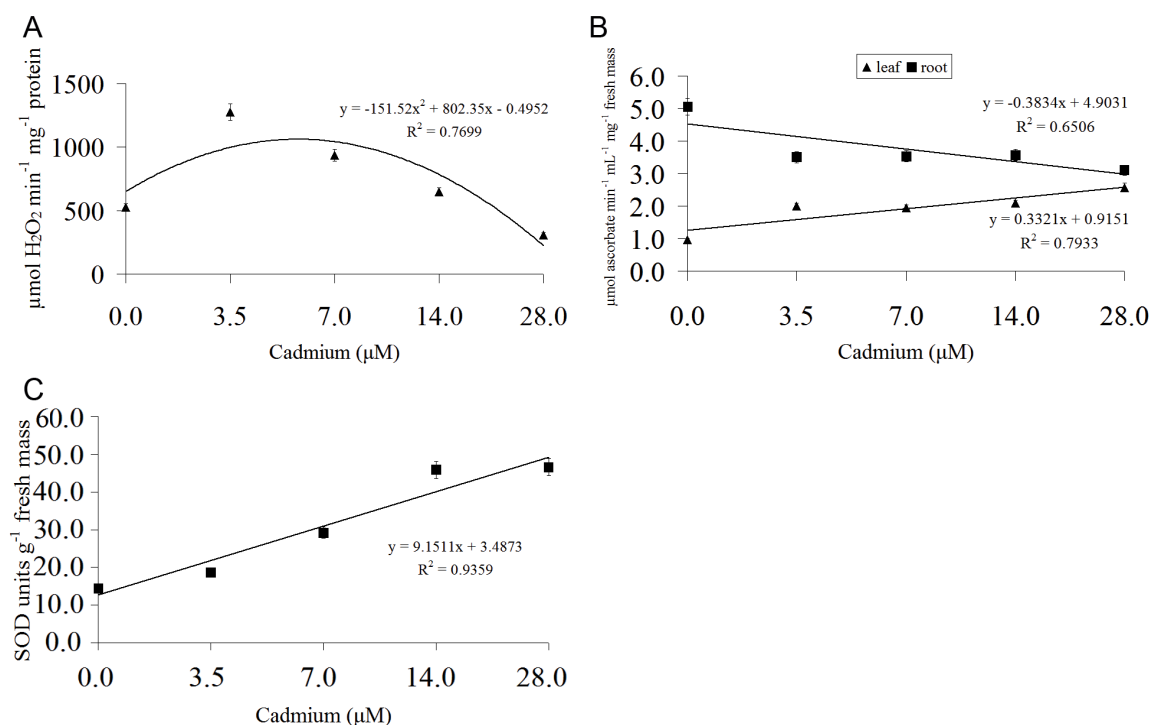 A
μmol H₂O₂ min⁻¹ mg⁻¹ protein
1500
1000
500
0
y = -151.52x² + 802.35x - 0.4952
R² = 0.7699
0.0 3.5 7.0 14.0 28.0
Cadmium (μM)
B
μmol ascorbate min⁻¹ mL⁻¹ mg⁻¹ fresh mass
leaf root
6.0
5.0
4.0
3.0
2.0
1.0
0.0
y = -0.3834x + 4.9031
R² = 0.6506
y = 0.3321x + 0.9151
R² = 0.7933
0.0 3.5 7.0 14.0 28.0
Cadmium (μM)
C
SOD units g⁻¹ fresh mass
60.0
50.0
40.0
30.0
20.0
10.0
0.0
y = 9.1511x + 3.4873
R² = 0.9359
0.0 3.5 7.0 14.0 28.0
Cadmium (μM)